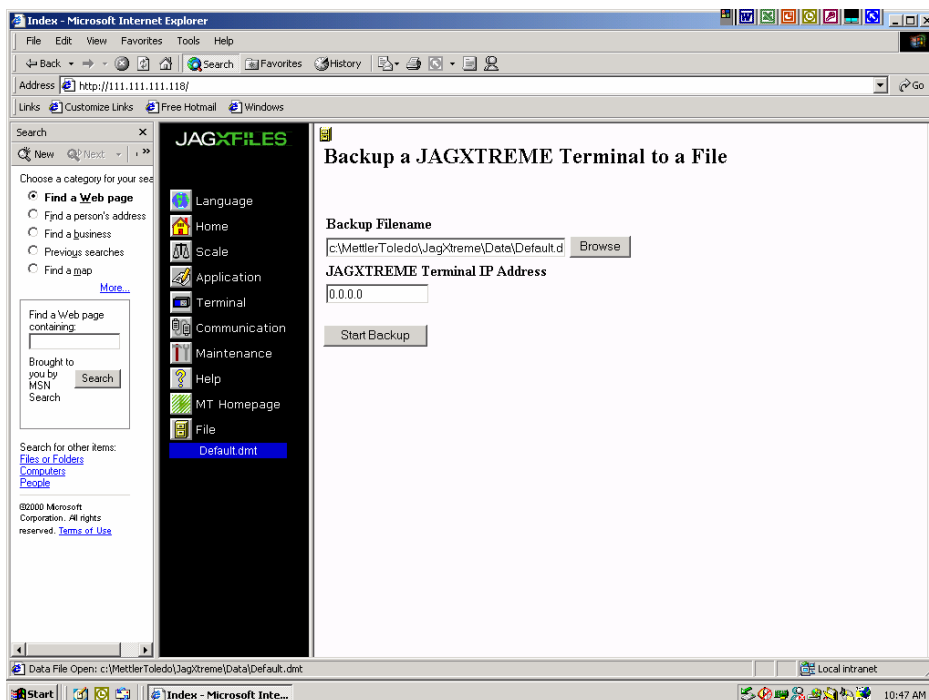 Index - Microsoft Internet Explorer
File Edit View Favorites Tools Help
Back Search Favorites History
Address http://111.111.111.118/ Go
Links Customize Links Free Hotmail Windows
Search
New Next
Choose a category for your sea
Find a Web page
Find a person's address
Find a business
Previous searches
Find a map
More...
Find a Web page containing:
Brought to you by MSN Search
Search
Search for other items:
Files or Folders
Computers
People
©2000 Microsoft
Corporation. All rights
reserved. Terms of Use
JAGXFILES
Language
Home
Scale
Application
Terminal
Communication
Maintenance
Help
MT Homepage
File
Default.dmt
Backup a JAGXTREME Terminal to a File
Backup Filename
c:\MettlerToledo\JagXtreme\Data\Default.d Browse
JAGXTREME Terminal IP Address
0.0.0.0
Start Backup
Data File Open: c:\MettlerToledo\JagXtreme\Data\Default.dmt Local intranet
Start Index - Microsoft Inte... 10:47 AM